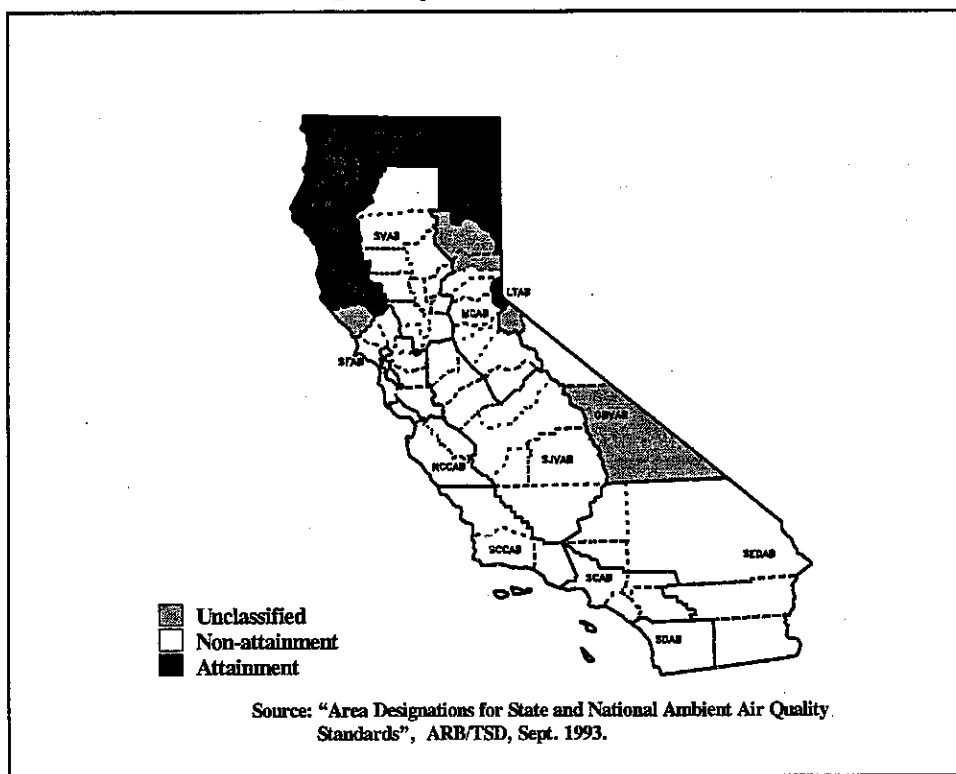 SVAB
LTAB
MCAB
SFAB
GBVAB
NCCAB
SJVAB
SCCAB
SCAB
SEDAB
SDAB
Unclassified
Non-attainment
Attainment
Source: “Area Designations for State and National Ambient Air Quality
Standards”, ARB/TSD, Sept. 1993.